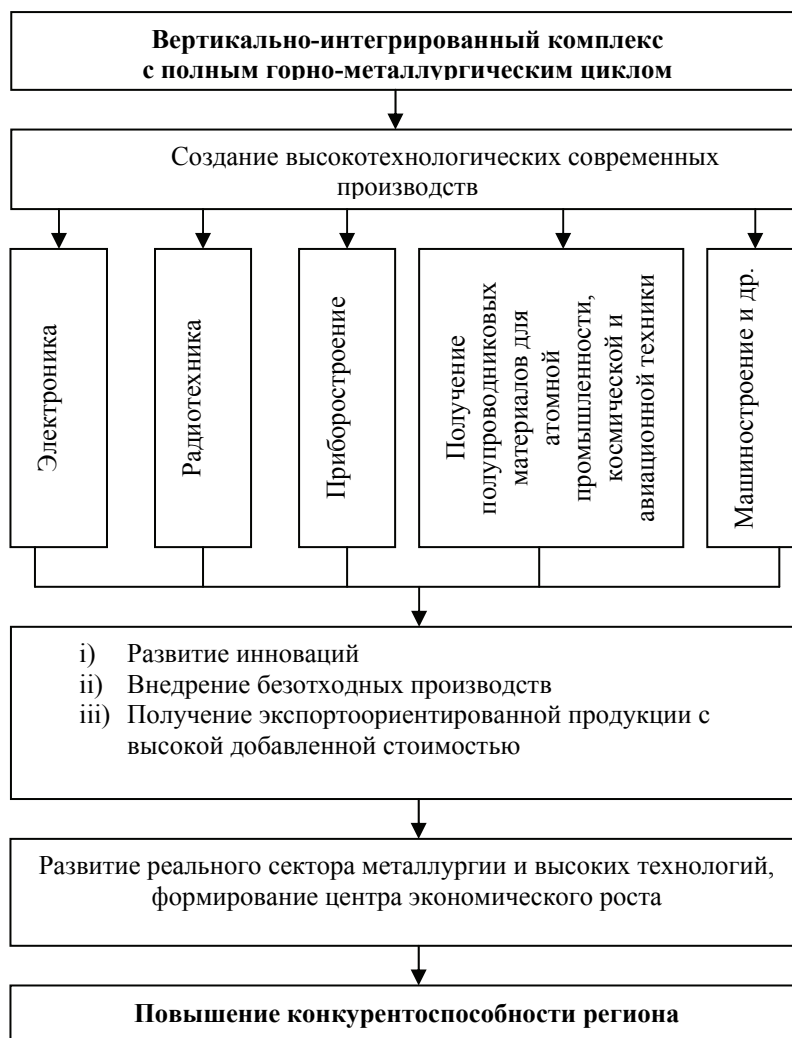 Вертикально-интегрированный комплекс
с полным горно-металлургическим циклом
Создание высокотехнологических современных
производств
Электроника
Радиотехника
Приборостроение
Получение
полупроводниковых
материалов для
атомной
промышленности,
космической и
авиационной техники
Машиностроение и др.
i) Развитие инноваций
ii) Внедрение безотходных производств
iii) Получение экспортоориентированной продукции с
высокой добавленной стоимостью
Развитие реального сектора металлургии и высоких технологий,
формирование центра экономического роста
Повышение конкурентоспособности региона